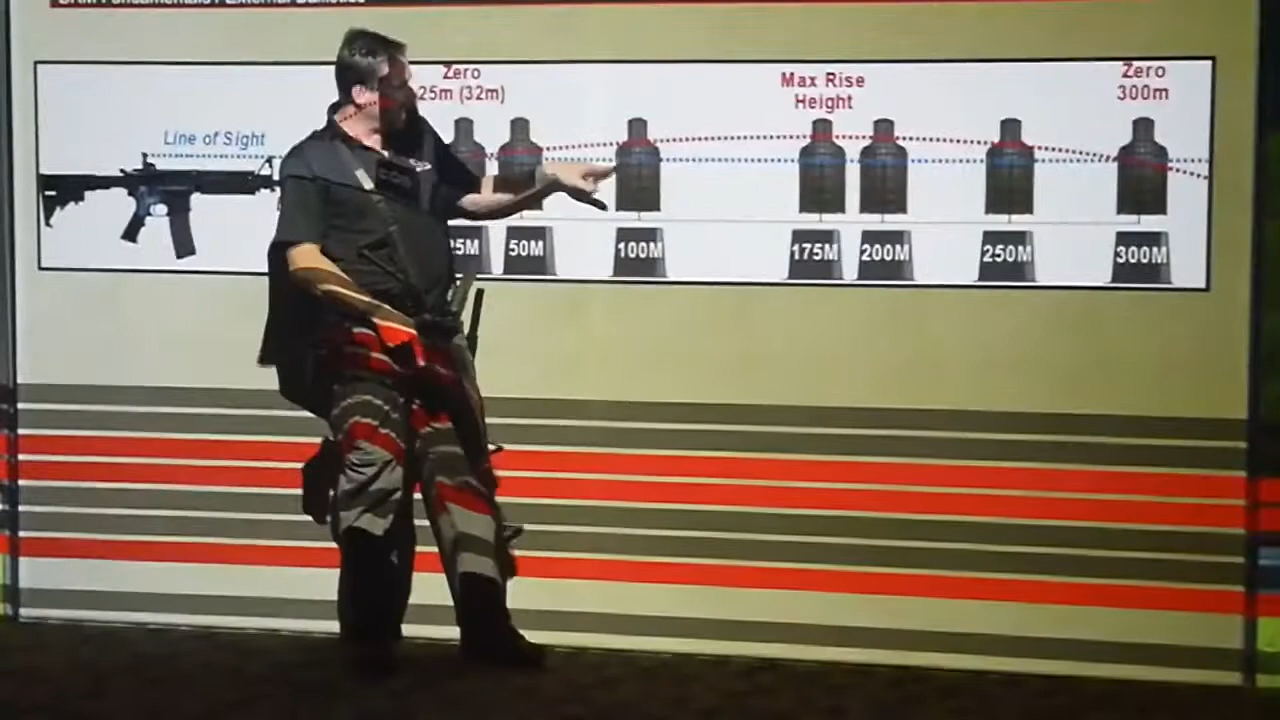 Zero
25m (32m)
Max Rise
Height
Zero
300m
Line of Sight
25M
50M
100M
175M
200M
250M
300M